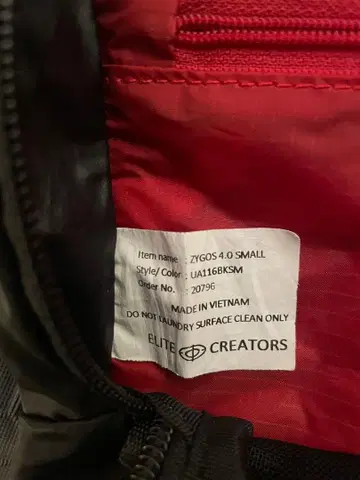 Item name : ZYGOS 4.0 SMALL
Style/ Color : UA116BKSM
Order No. : 20796
MADE IN VIETNAM
DO NOT LAUNDRY SURFACE CLEAN ONLY
ELITE CREATORS